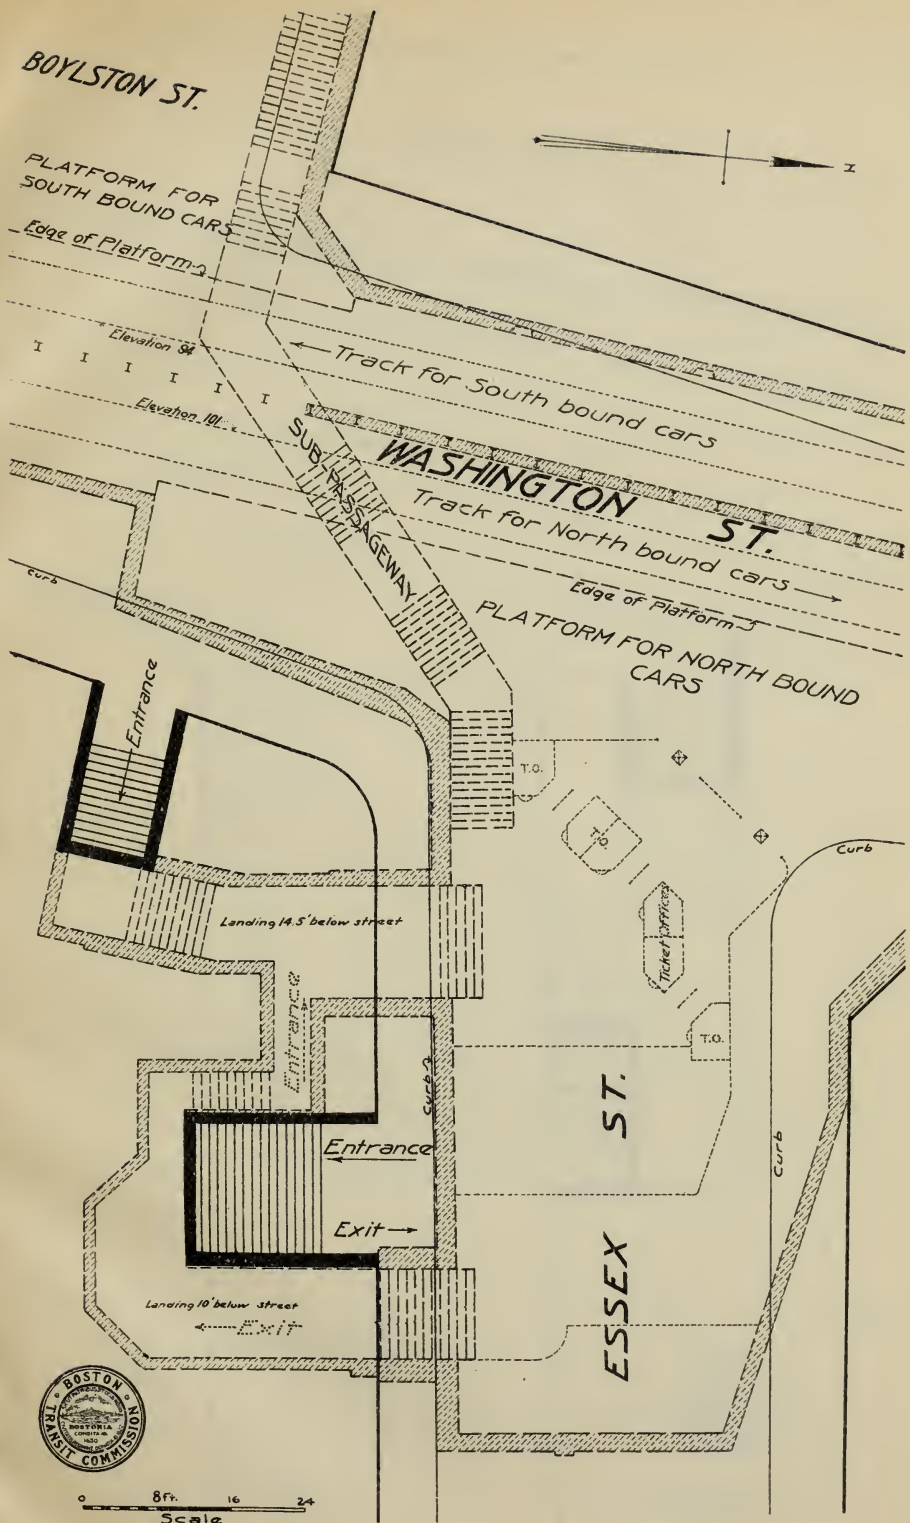 BOYLSTON ST.
N
PLATFORM FOR
SOUTH BOUND CARS
Edge of Platform
Elevation 94
Track for South bound cars
Elevation 101
SUB-PASSAGEWAY
WASHINGTON ST.
Track for North bound cars
Edge of Platform
PLATFORM FOR NORTH BOUND
CARS
Curb
Entrance
T.O.
T.O.
Curb
Landing 14.5' below street
Ticket Offices
Entrance
T.O.
Curb
ESSEX ST.
Curb
Entrance
Exit
Landing 10' below street
Exit
BOSTON
TRANSIT COMMISSION
BOSTONIA
CONDITA A.D.
1630
0 8 ft. 16 24
Scale